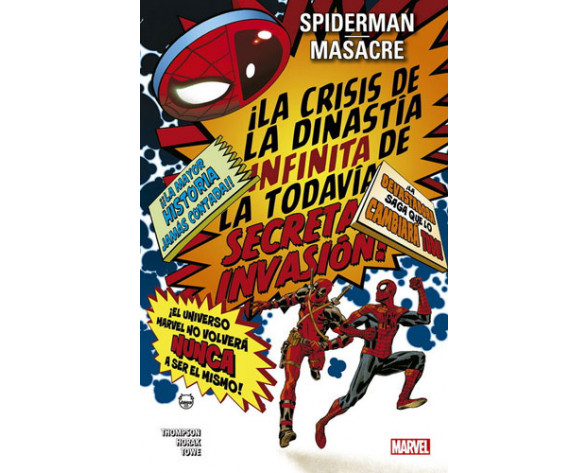 SPIDERMAN
MASACRE
¡LA CRISIS DE
LA DINASTÍA
INFINITA DE
LA TODAVÍA
SECRETA
INVASIÓN!
¡¡LA MAYOR
HISTORIA
JAMÁS CONTADA!!
¡LA
DEVASTADORA
SAGA QUE LO
CAMBIARÁ TODO
¡EL UNIVERSO
MARVEL NO VOLVERÁ
NUNCA
A SER EL MISMO!
THOMPSON
HORAK
TOWE
MARVEL